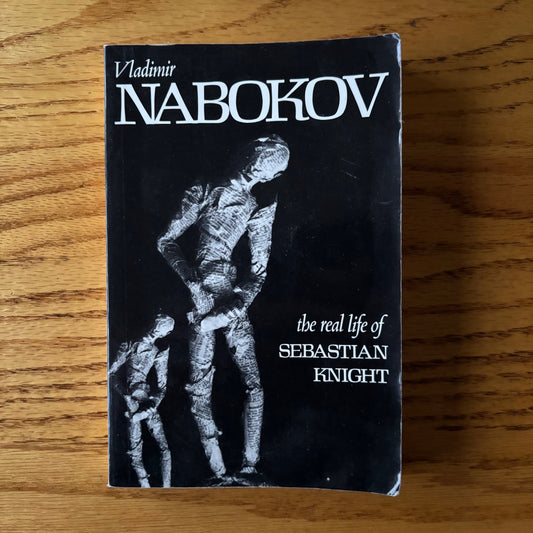 Vladimir
NABOKOV
the real life of
SEBASTIAN
KNIGHT